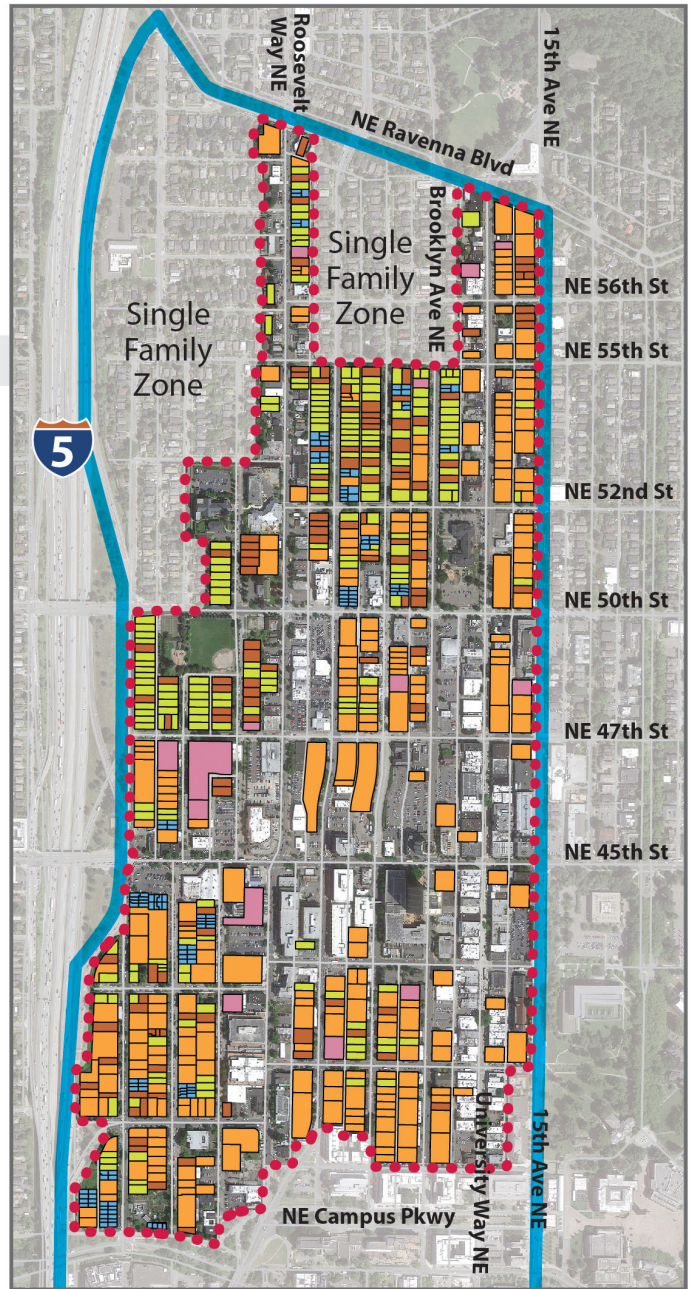 Roosevelt
Way NE
15th Ave NE
NE Ravenna Blvd
Brooklyn Ave NE
Single
Family
Zone
NE 56th St
Single
Family
Zone
NE 55th St
5
NE 52nd St
NE 50th St
NE 47th St
NE 45th St
University Way NE
15th Ave NE
NE Campus Pkwy